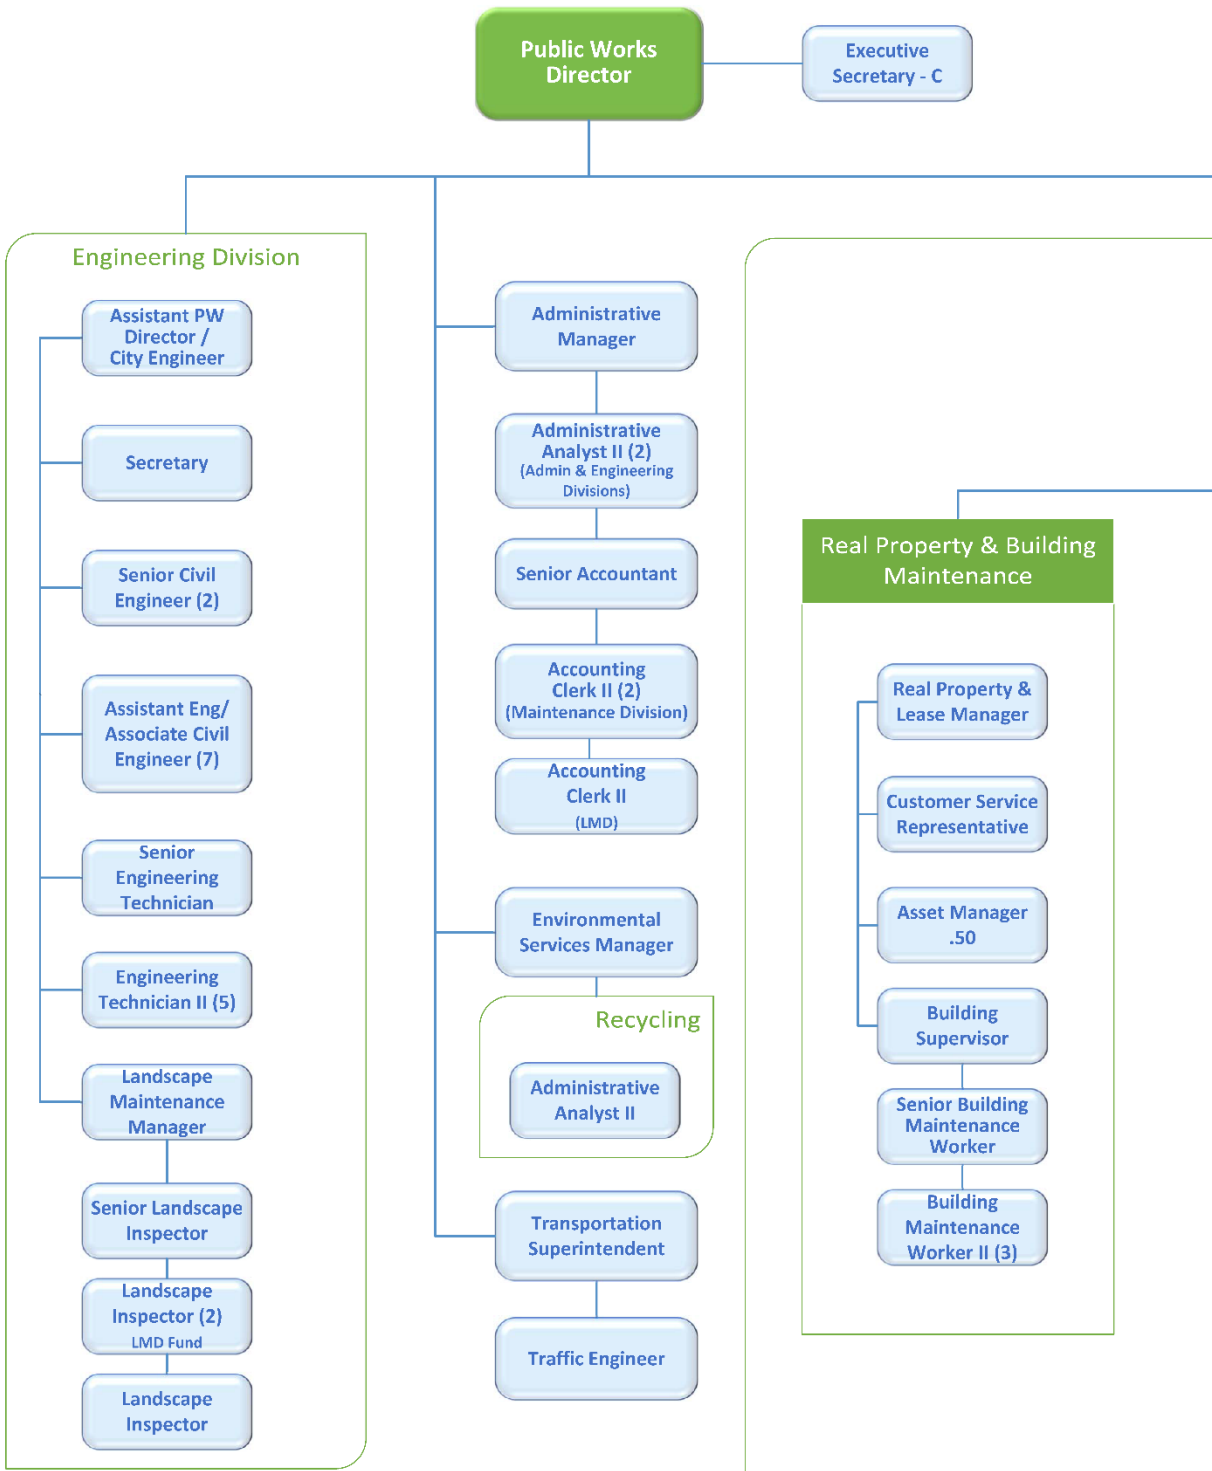 Public Works
Director
Executive
Secretary - C
Engineering Division
Assistant PW
Director /
City Engineer
Secretary
Senior Civil
Engineer (2)
Assistant Eng/
Associate Civil
Engineer (7)
Senior
Engineering
Technician
Engineering
Technician II (5)
Landscape
Maintenance
Manager
Senior Landscape
Inspector
Landscape
Inspector (2)
LMD Fund
Landscape
Inspector
Administrative
Manager
Administrative
Analyst II (2)
(Admin & Engineering
Divisions)
Senior Accountant
Accounting
Clerk II (2)
(Maintenance Division)
Accounting
Clerk II
(LMD)
Environmental
Services Manager
Recycling
Administrative
Analyst II
Transportation
Superintendent
Traffic Engineer
Real Property & Building
Maintenance
Real Property &
Lease Manager
Customer Service
Representative
Asset Manager
.50
Building
Supervisor
Senior Building
Maintenance
Worker
Building
Maintenance
Worker II (3)